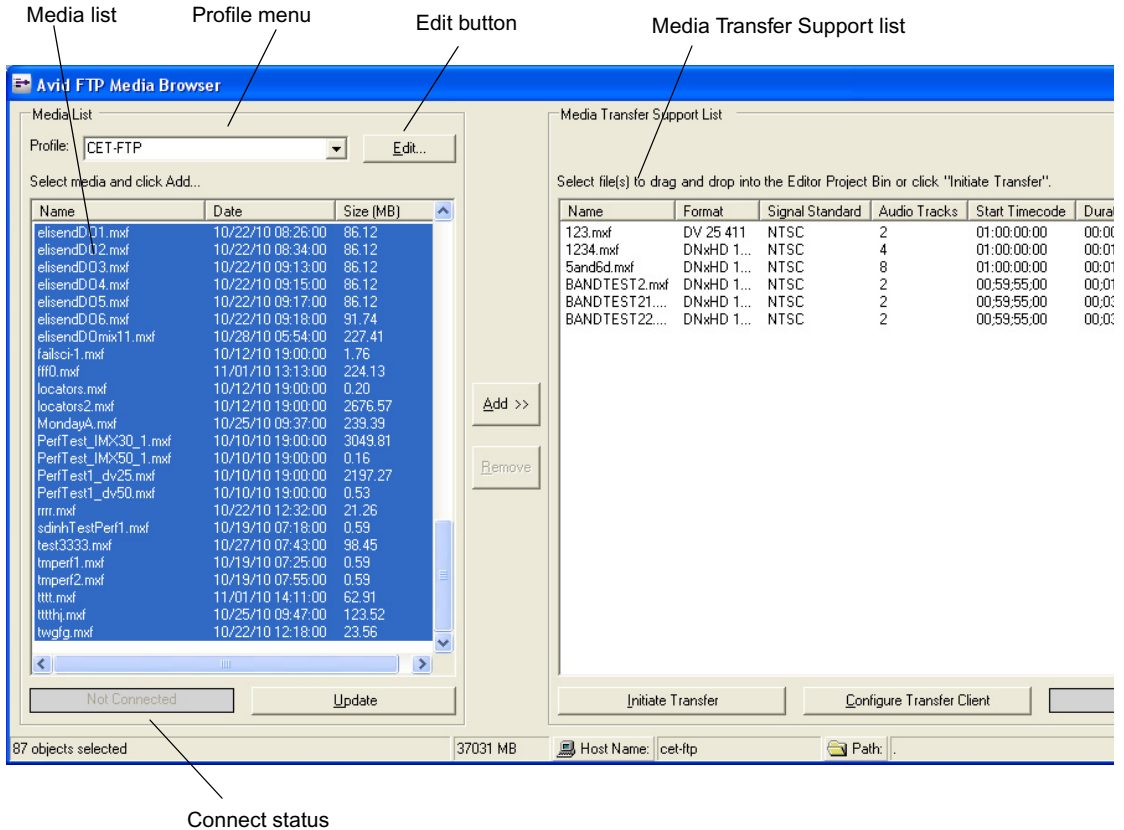 Media list Profile menu Edit button Media Transfer Support list
Avid FTP Media Browser
Media List
Profile: CET-FTP Edit...
Select media and click Add...
Name Date Size (MB)
elisendDO1.mxf 10/22/10 08:26:00 86.12
elisendDO2.mxf 10/22/10 08:34:00 86.12
elisendDO3.mxf 10/22/10 09:13:00 86.12
elisendDO4.mxf 10/22/10 09:15:00 86.12
elisendDO5.mxf 10/22/10 09:17:00 86.12
elisendDO6.mxf 10/22/10 09:18:00 91.74
elisendDOmix11.mxf 10/28/10 05:54:00 227.41
failsci-1.mxf 10/12/10 19:00:00 1.76
fff0.mxf 11/01/10 13:13:00 224.13
locators.mxf 10/12/10 19:00:00 0.20
locators2.mxf 10/12/10 19:00:00 2676.57
MondayA.mxf 10/25/10 09:37:00 239.39
PerfTest_IMX30_1.mxf 10/10/10 19:00:00 3049.81
PerfTest_IMX50_1.mxf 10/10/10 19:00:00 0.16
PerfTest1_dv25.mxf 10/10/10 19:00:00 2197.27
PerfTest1_dv50.mxf 10/10/10 19:00:00 0.53
rrrr.mxf 10/22/10 12:32:00 21.26
sdinhTestPerf1.mxf 10/19/10 07:18:00 0.59
test3333.mxf 10/27/10 07:43:00 98.45
tmperf1.mxf 10/19/10 07:25:00 0.59
tmperf2.mxf 10/19/10 07:55:00 0.59
tttt.mxf 11/01/10 14:11:00 62.91
tttthj.mxf 10/25/10 09:47:00 123.52
twgfg.mxf 10/22/10 12:18:00 23.56
Not Connected Update
Add >>
Remove
Media Transfer Support List
Select file(s) to drag and drop into the Editor Project Bin or click "Initiate Transfer".
Name Format Signal Standard Audio Tracks Start Timecode Dura
123.mxf DV 25 411 NTSC 2 01:00:00:00 00:00
1234.mxf DNxHD 1... NTSC 4 01:00:00:00 00:01
5and6d.mxf DNxHD 1... NTSC 8 01:00:00:00 00:01
BANDTEST2.mxf DNxHD 1... NTSC 2 00;59;55;00 00;01
BANDTEST21.... DNxHD 1... NTSC 2 00;59;55;00 00;03
BANDTEST22.... DNxHD 1... NTSC 2 00;59;55;00 00;03
Initiate Transfer Configure Transfer Client
87 objects selected 37031 MB Host Name: cet-ftp Path: .
Connect status